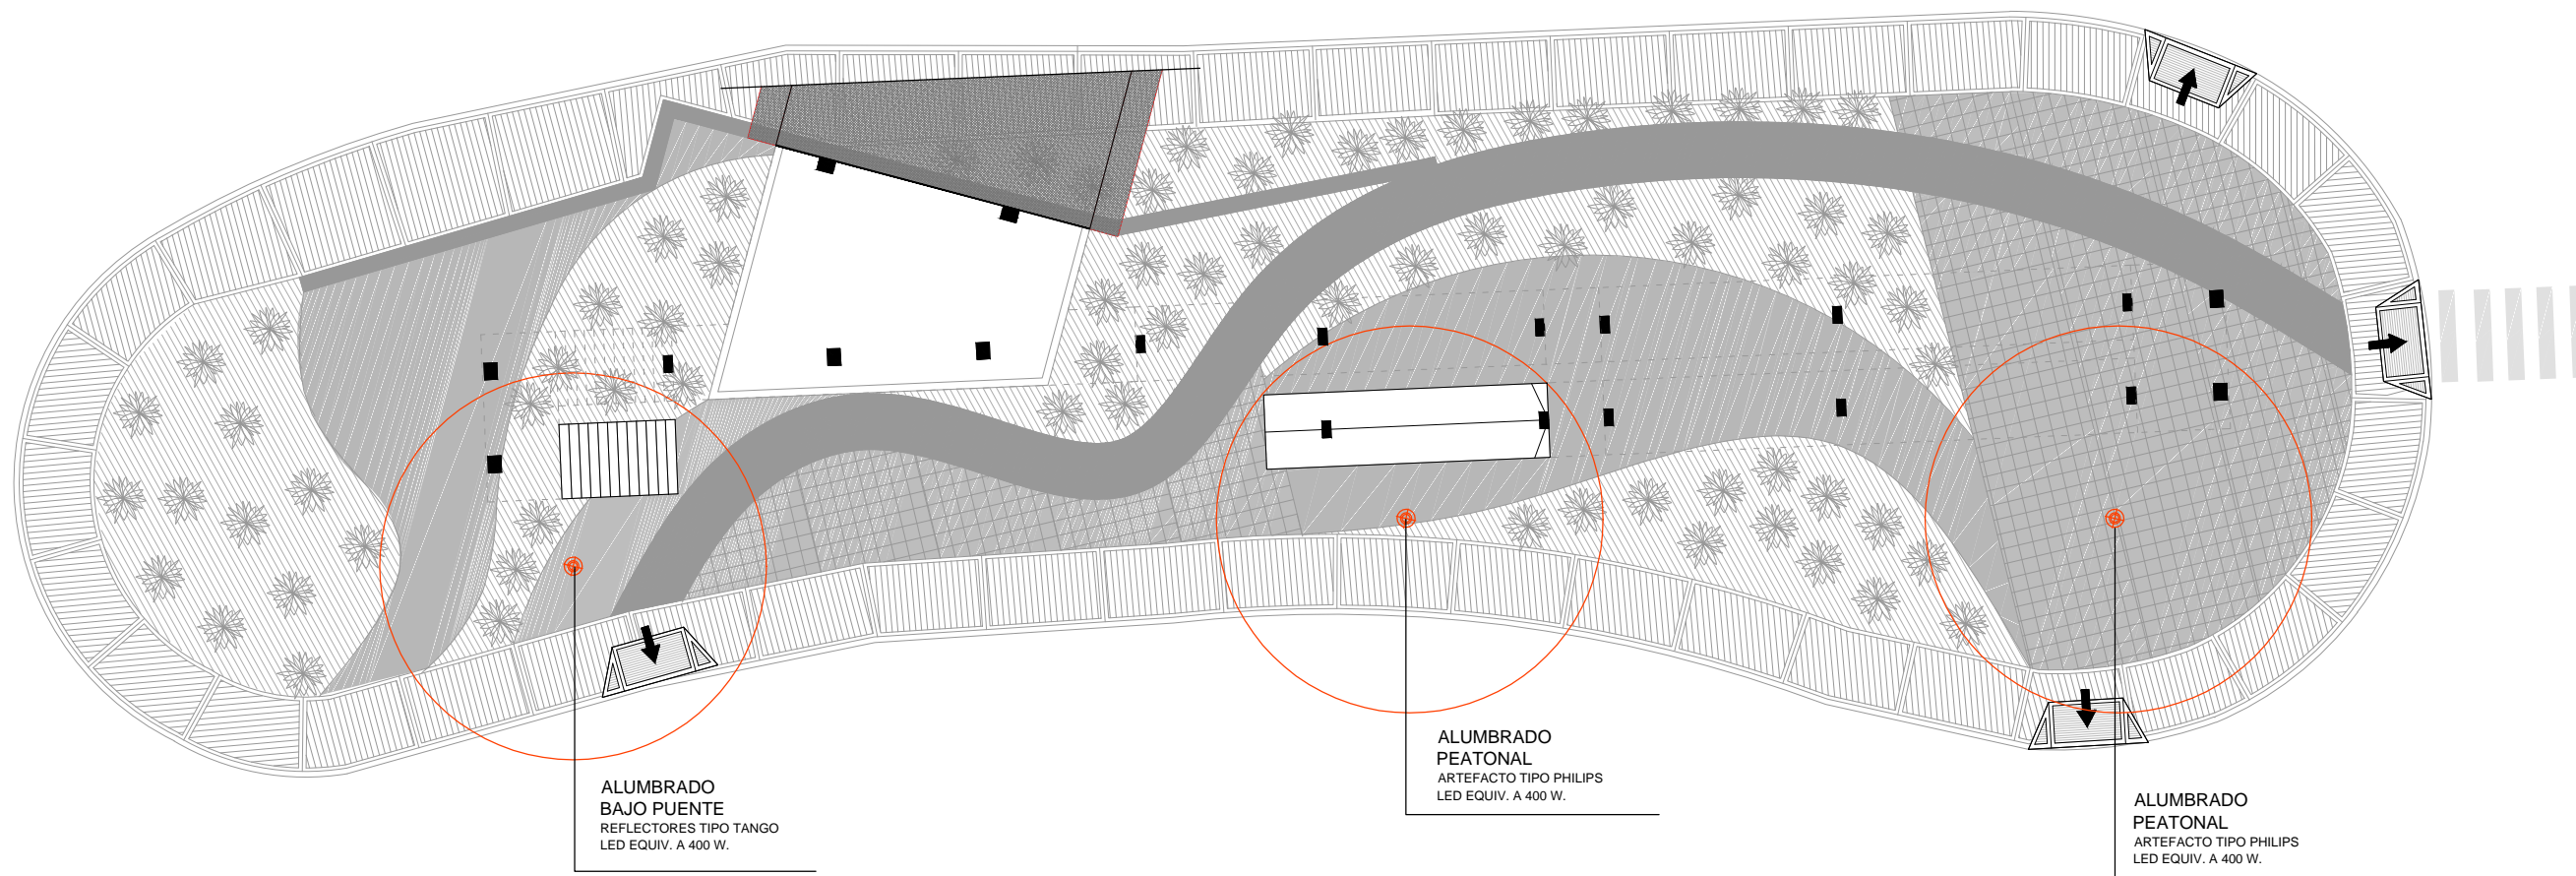 ALUMBRADO
BAJO PUENTE
REFLECTORES TIPO TANGO
LED EQUIV. A 400 W.
ALUMBRADO
PEATONAL
ARTEFACTO TIPO PHILIPS
LED EQUIV. A 400 W.
ALUMBRADO
PEATONAL
ARTEFACTO TIPO PHILIPS
LED EQUIV. A 400 W.